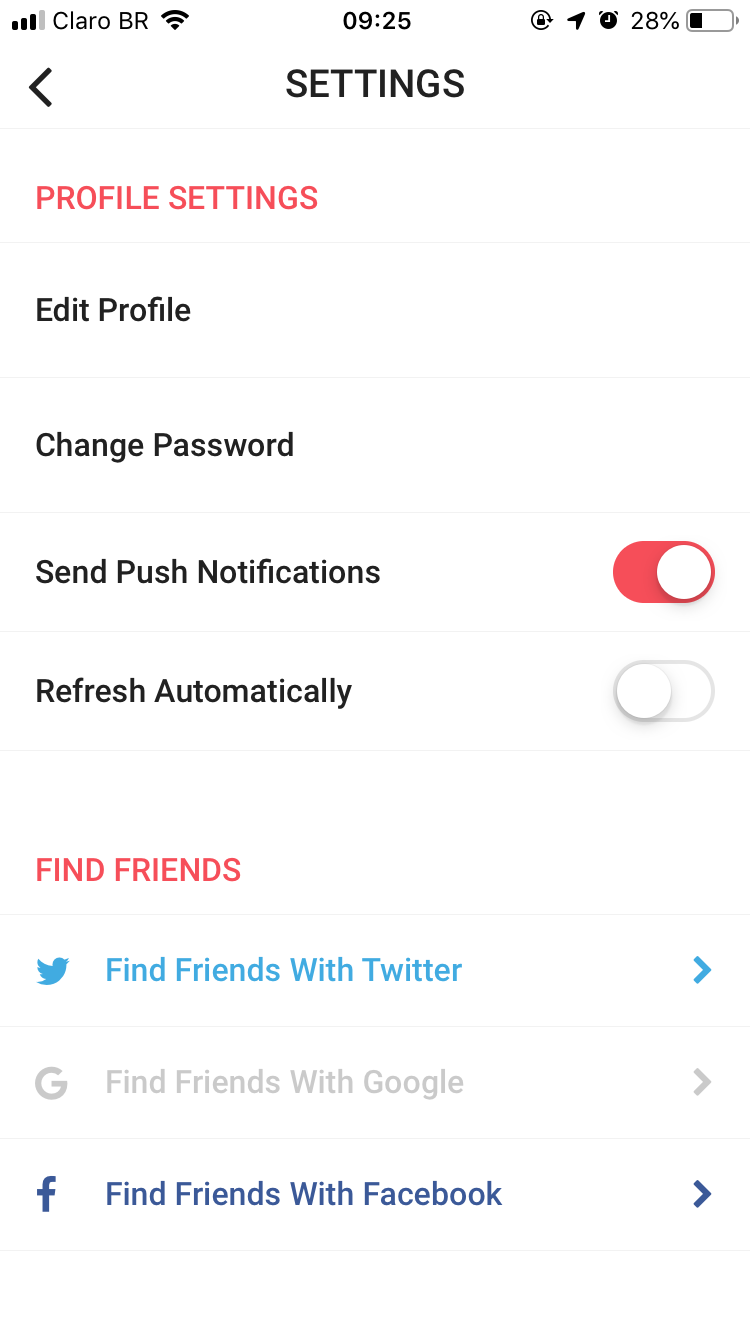 Claro BR 09:25 28%
SETTINGS
PROFILE SETTINGS
Edit Profile
Change Password
Send Push Notifications
Refresh Automatically
FIND FRIENDS
Find Friends With Twitter
Find Friends With Google
Find Friends With Facebook